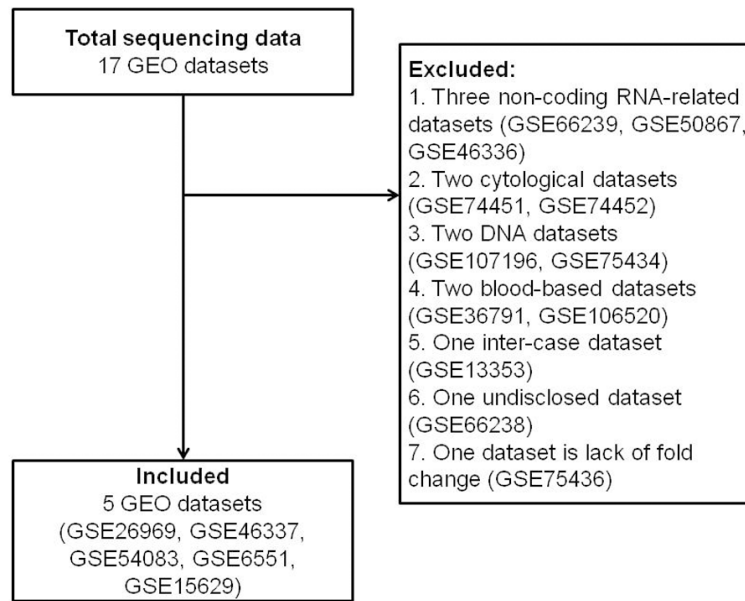 Total sequencing data
17 GEO datasets
Excluded:
1. Three non-coding RNA-related
datasets (GSE66239, GSE50867,
GSE46336)
2. Two cytological datasets
(GSE74451, GSE74452)
3. Two DNA datasets
(GSE107196, GSE75434)
4. Two blood-based datasets
(GSE36791, GSE106520)
5. One inter-case dataset
(GSE13353)
6. One undisclosed dataset
(GSE66238)
7. One dataset is lack of fold
change (GSE75436)
Included
5 GEO datasets
(GSE26969, GSE46337,
GSE54083, GSE6551,
GSE15629)